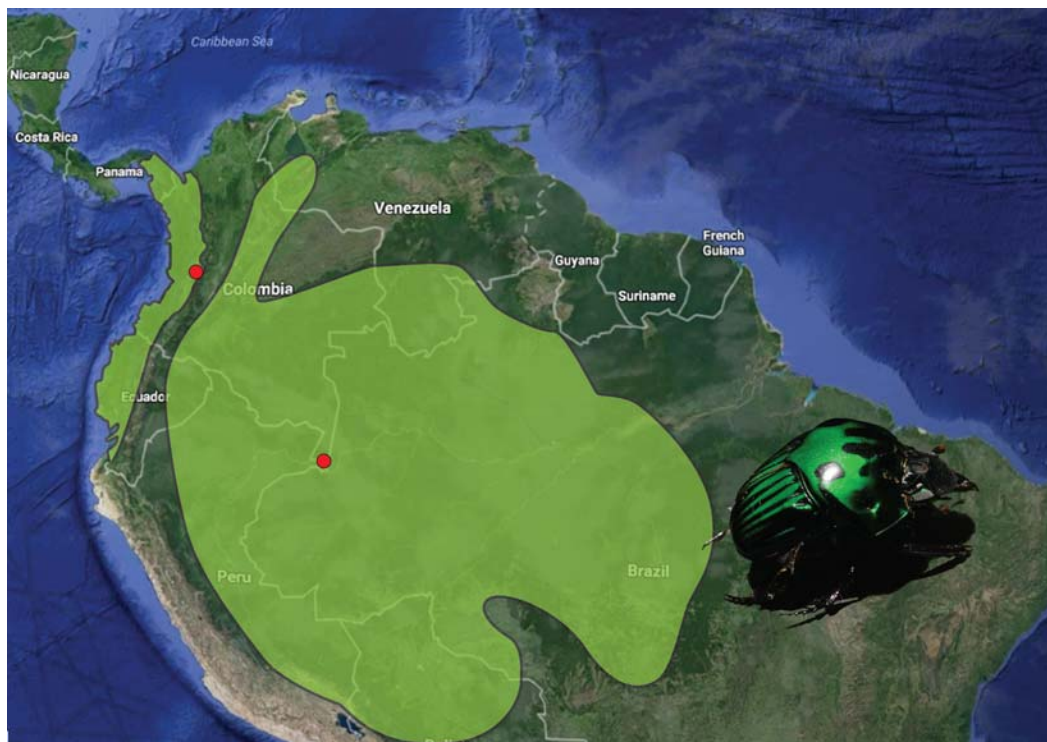 Caribbean Sea
Nicaragua
Costa Rica
Panama
Venezuela
Guyana
French
Guiana
Suriname
Colombia
Ecuador
Peru
Brazil